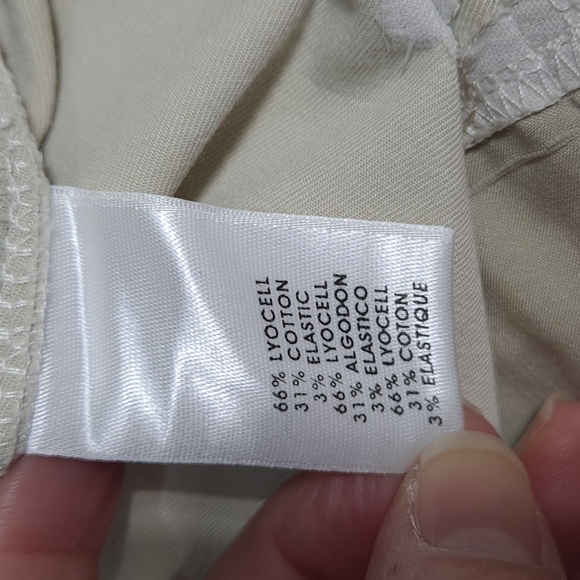 66% LYOCELL
31% COTTON
3% ELASTIC
66% LYOCELL
31% ALGODON
3% ELASTICO
66% LYOCELL
31% COTON
3% ELASTIQUE